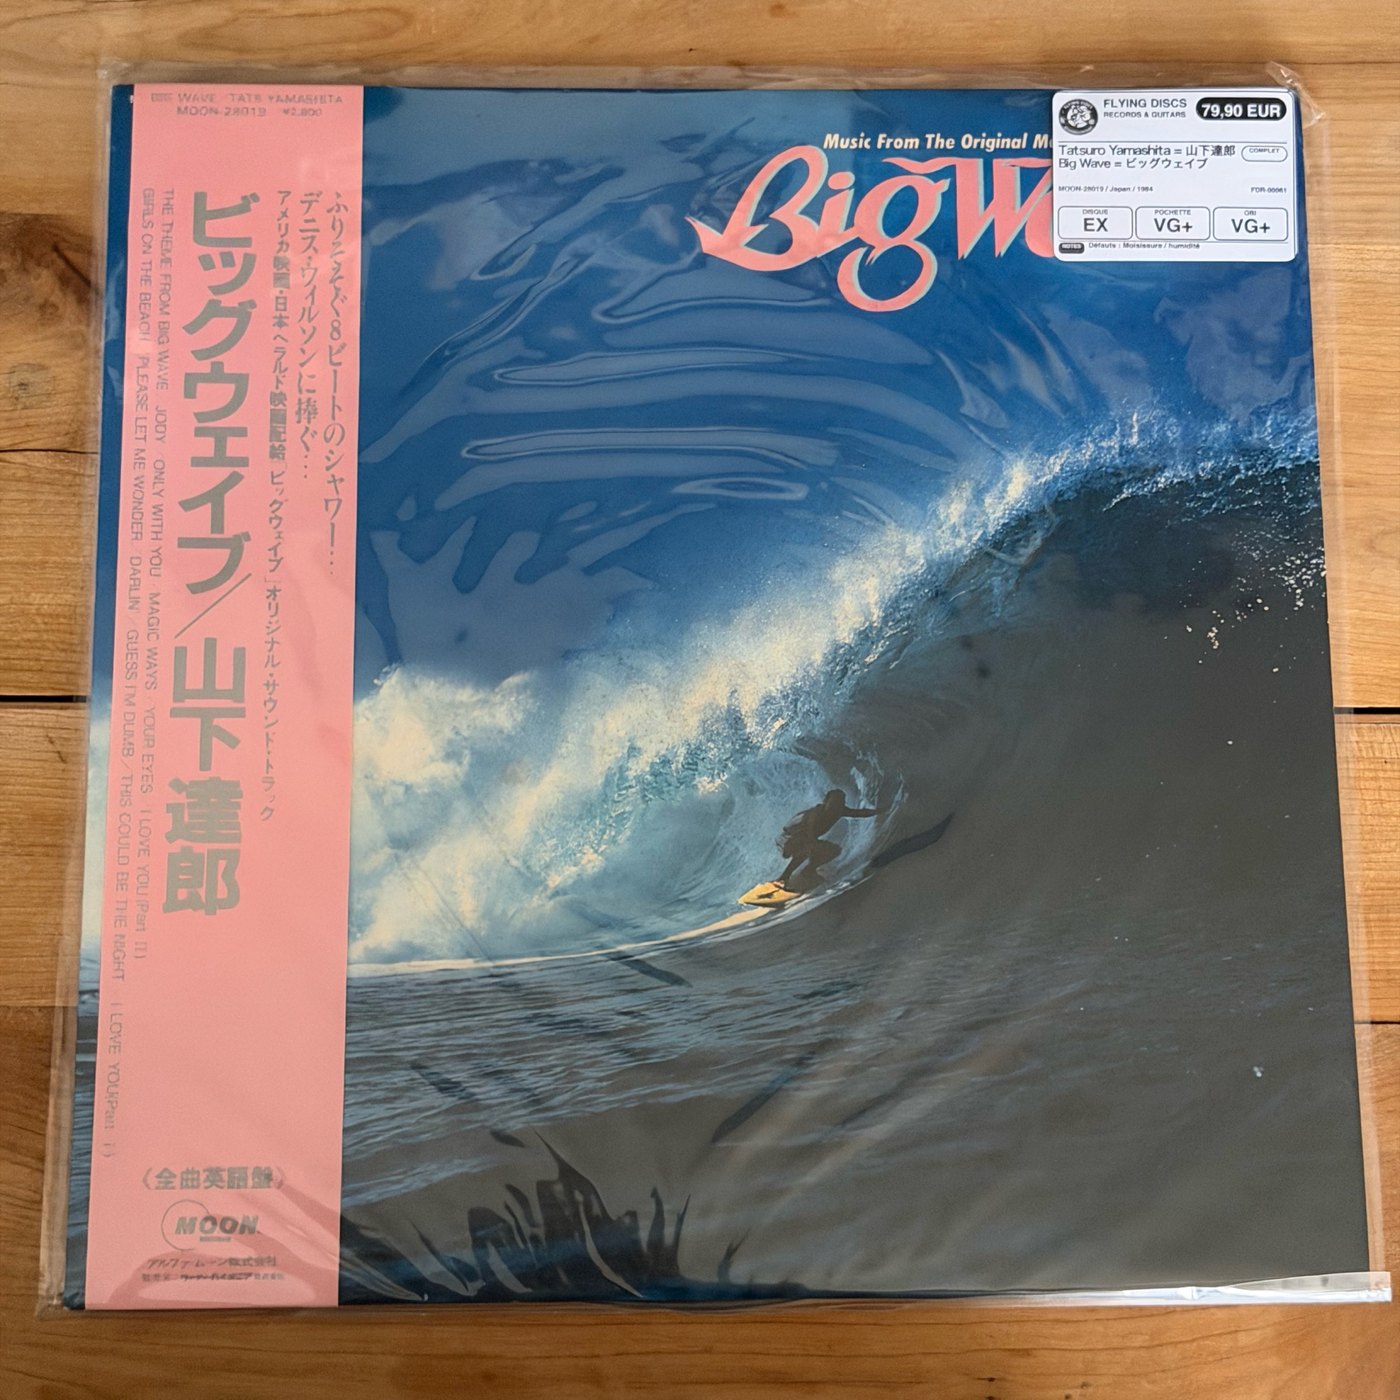 BIG WAVE/TATS YAMASHITA
MOON-28019 ¥2,800
ふりそそぐ8ビートのシャワー…
デニス・ウィルソンに捧ぐ…
アメリカ映画・日本ヘラルド映画配給「ビッグウェイブ」オリジナル・サウンド・トラック
ビッグウェイブ/山下達郎
THE THEME FROM BIG WAVE/JODY/ONLY WITH YOU/MAGIC WAYS/YOUR EYES/I LOVE YOU(Part II)
GIRLS ON THE BEACH/PLEASE LET ME WONDER/DARLIN'/GUESS I'M DUMB/THIS COULD BE THE NIGHT/I LOVE YOU(Part I)
《全曲英語盤》
MOON
アルファ・ムーン株式会社
Music From The Original
Big
FLYING DISCS
RECORDS & GUITARS
79,90 EUR
Tatsuro Yamashita = 山下達郎
Big Wave = ビッグウェイブ
COMPLET
MOON-28019 / Japan / 1984
FDR-00061
DISQUE
EX
POCHETTE
VG+
OBI
VG+
NOTES
Défauts : Moisissure / humidité